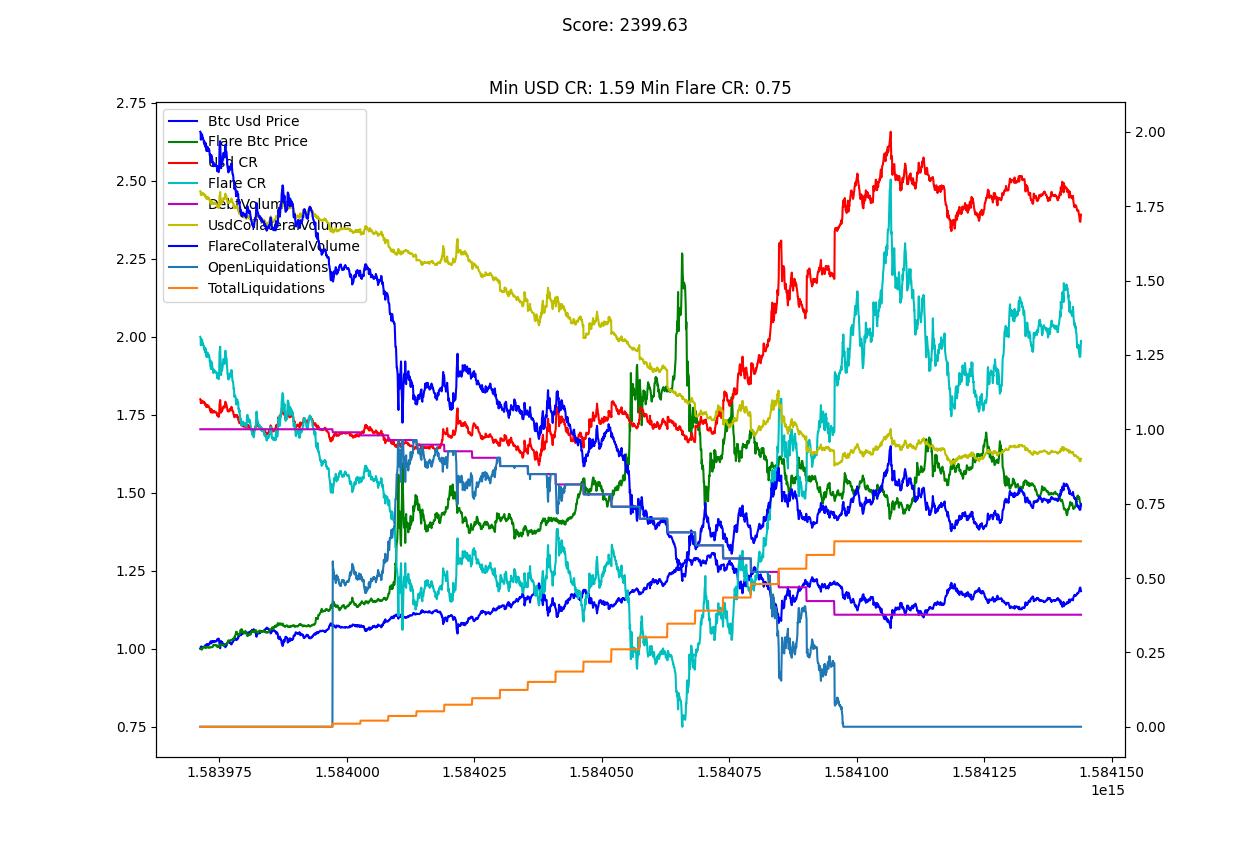 Score: 2399.63
Min USD CR: 1.59 Min Flare CR: 0.75
Btc Usd Price
Flare Btc Price
Usd CR
Flare CR
DebtVolume
UsdCollateralVolume
FlareCollateralVolume
OpenLiquidations
TotalLiquidations
2.75
2.50
2.25
2.00
1.75
1.50
1.25
1.00
0.75
2.00
1.75
1.50
1.25
1.00
0.75
0.50
0.25
0.00
1.583975 1.584000 1.584025 1.584050 1.584075 1.584100 1.584125 1.584150
1e15